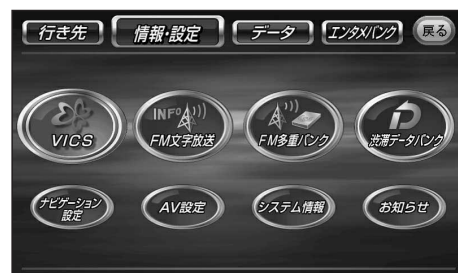 行き先
情報・設定
データ
エンタメバンク
戻る
VICS
INFO
FM文字放送
FM多重バンク
渋滞データバンク
ナビゲーション
設定
AV設定
システム情報
お知らせ